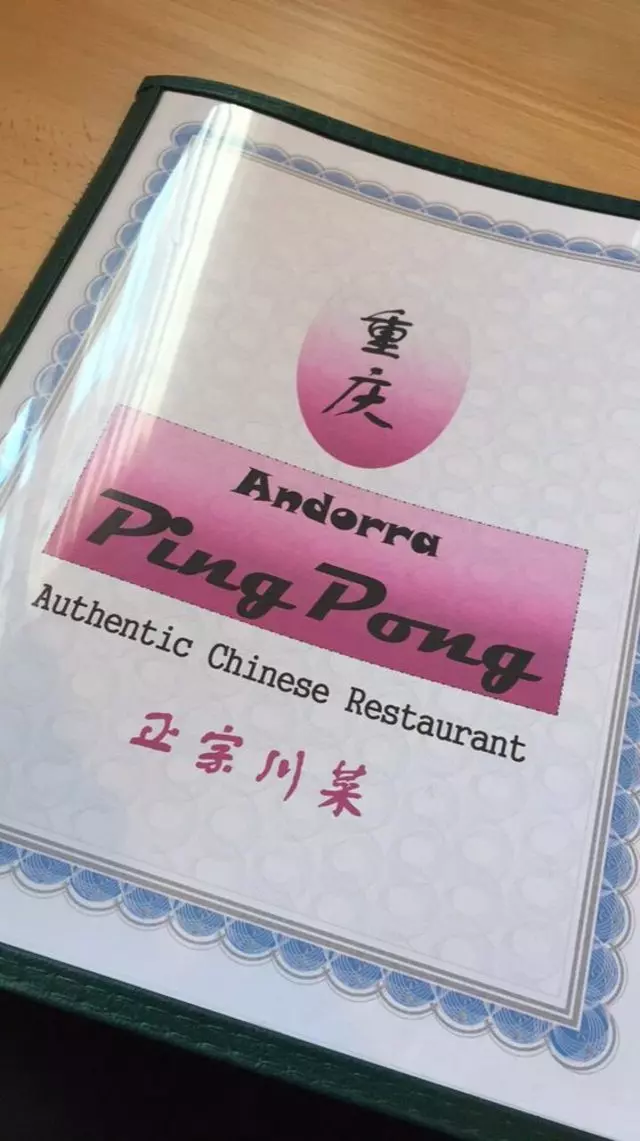 重
庆
Andorra
Ping Pong
Authentic Chinese Restaurant
正宗川菜